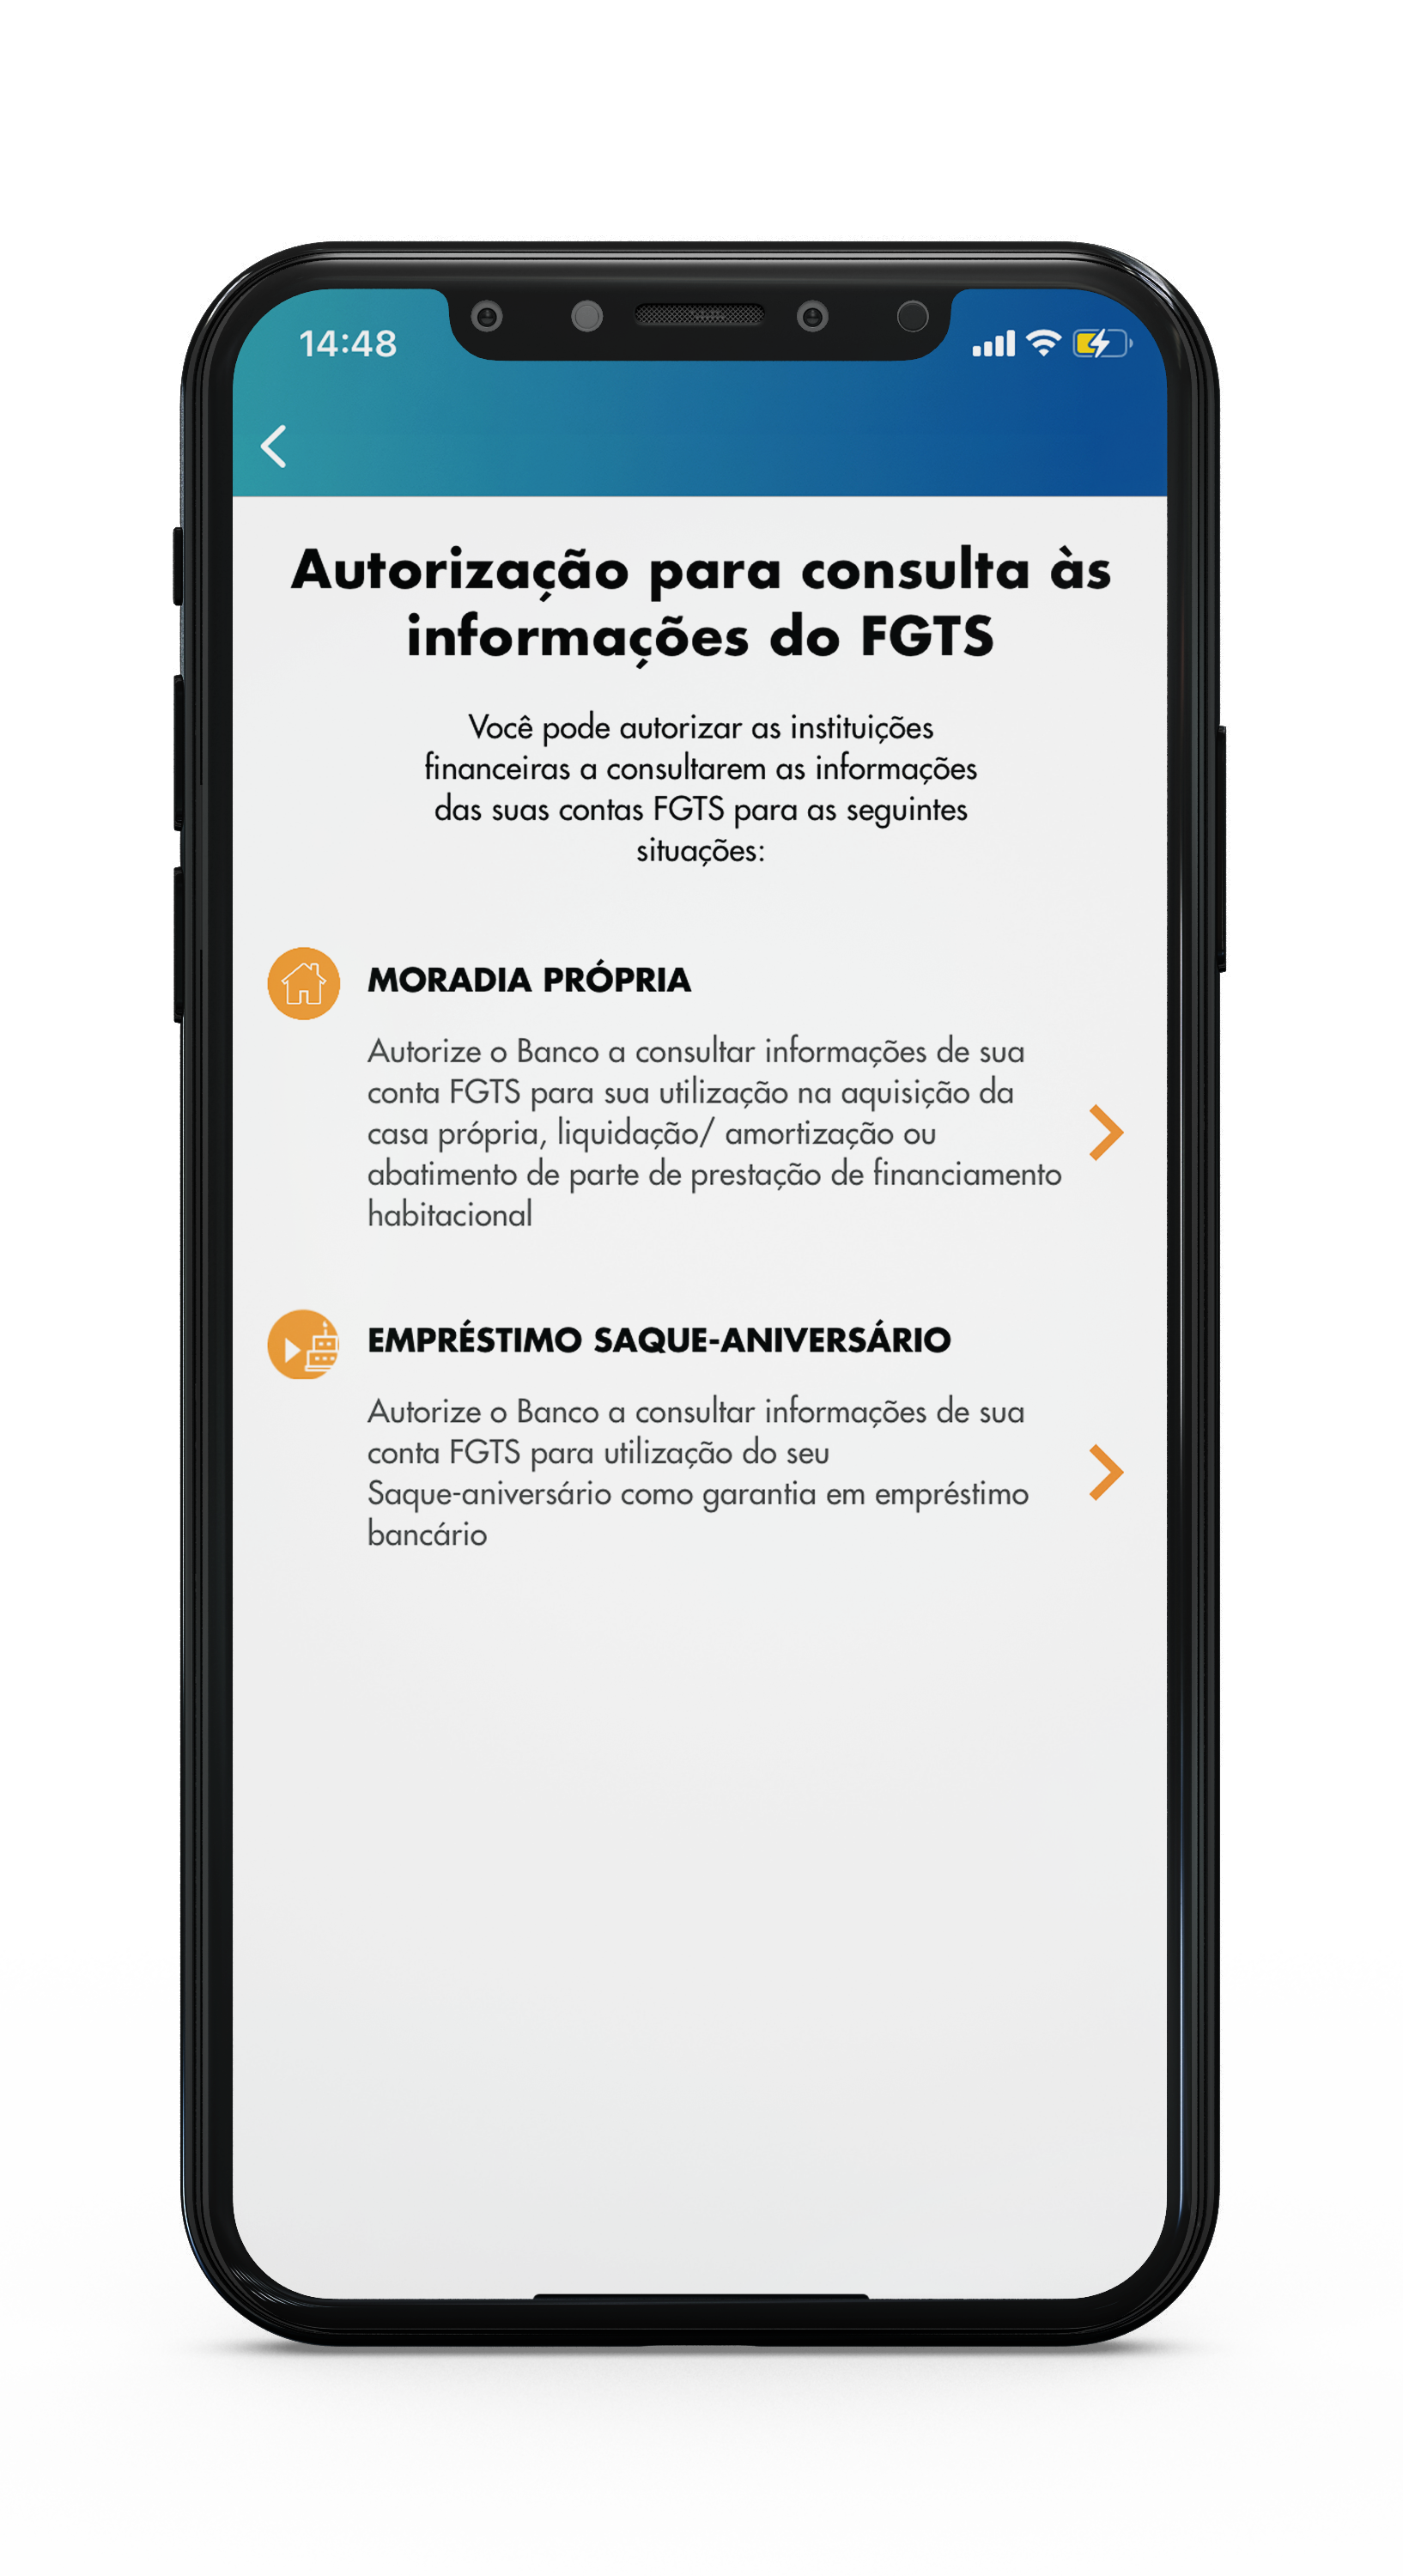 14:48
Autorização para consulta às
informações do FGTS
Você pode autorizar as instituições
financeiras a consultarem as informações
das suas contas FGTS para as seguintes
situações:
MORADIA PRÓPRIA
Autorize o Banco a consultar informações de sua
conta FGTS para sua utilização na aquisição da
casa própria, liquidação/ amortização ou
abatimento de parte de prestação de financiamento
habitacional
EMPRÉSTIMO SAQUE-ANIVERSÁRIO
Autorize o Banco a consultar informações de sua
conta FGTS para utilização do seu
Saque-aniversário como garantia em empréstimo
bancário